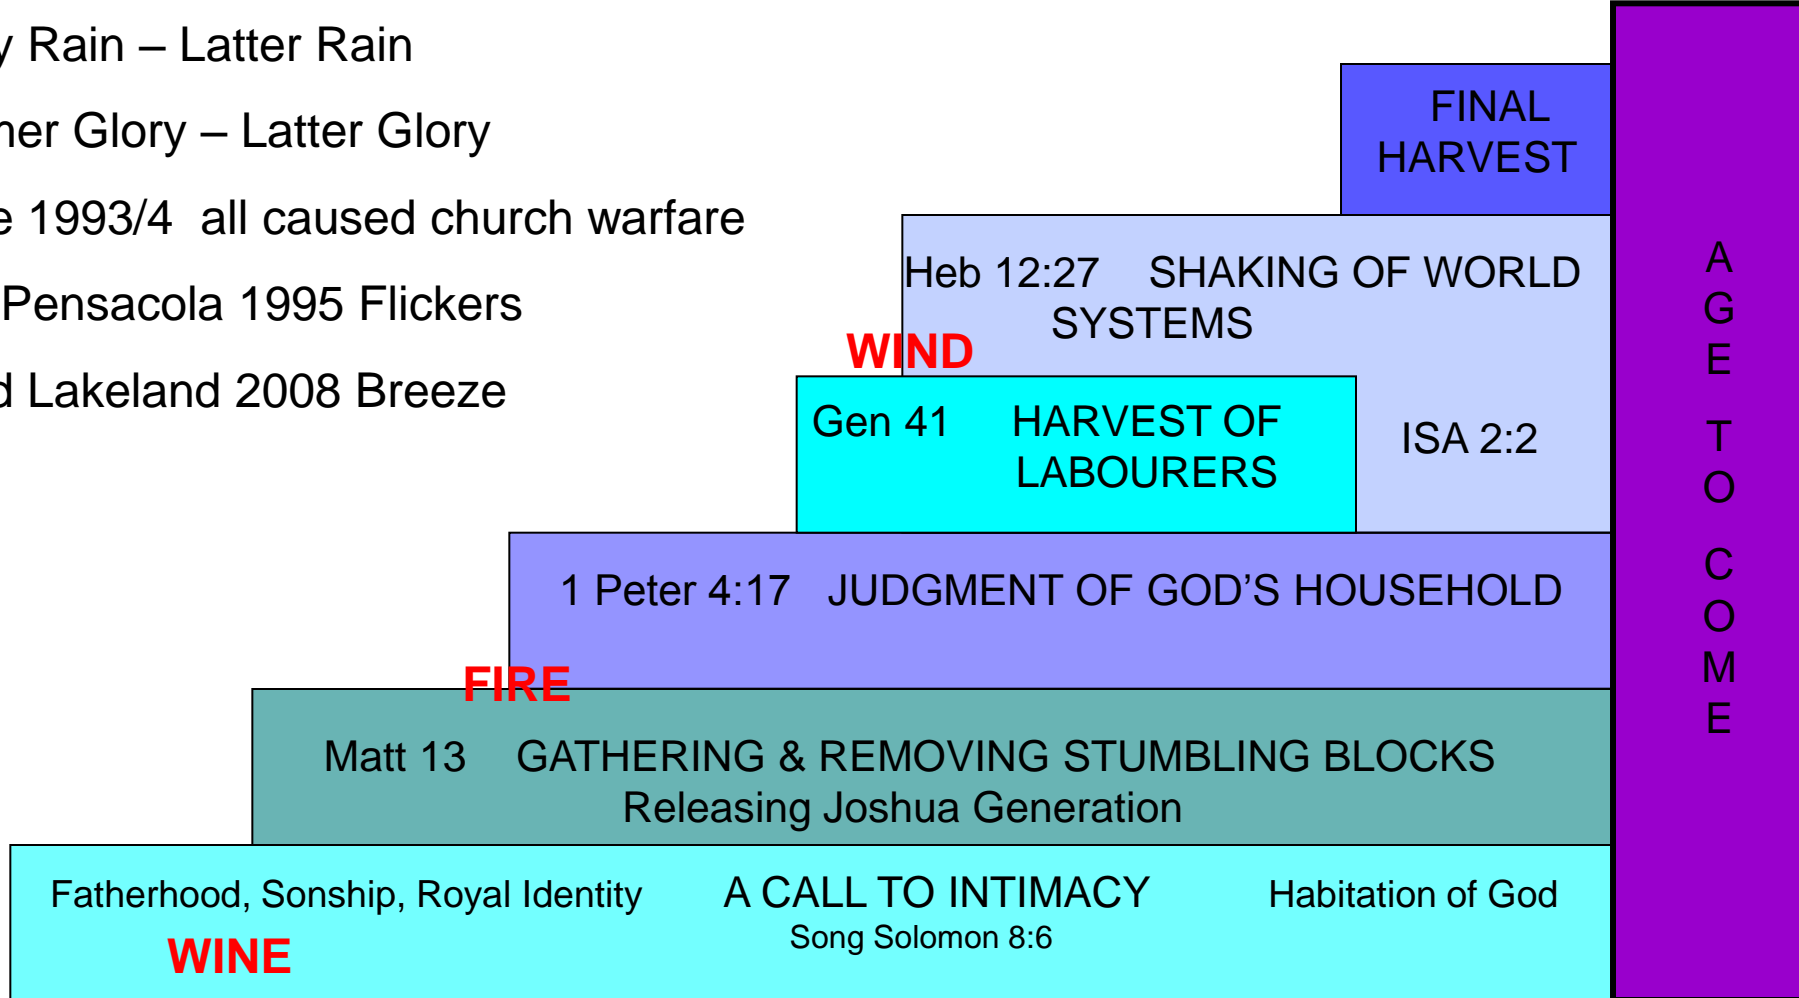 Rain – Latter Rain
Glory – Latter Glory
1993/4 all caused church warfare
Pensacola 1995 Flickers
Lakeland 2008 Breeze
FINAL
HARVEST
Heb 12:27 SHAKING OF WORLD
SYSTEMS
WIND
Gen 41 HARVEST OF
LABOURERS
ISA 2:2
1 Peter 4:17 JUDGMENT OF GOD’S HOUSEHOLD
FIRE
Matt 13 GATHERING & REMOVING STUMBLING BLOCKS
Releasing Joshua Generation
Fatherhood, Sonship, Royal Identity A CALL TO INTIMACY Habitation of God
Song Solomon 8:6
WINE
A
G
E
T
O
C
O
M
E